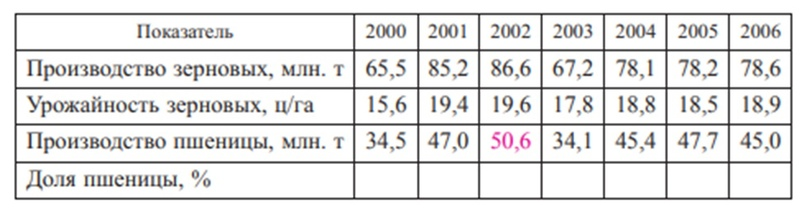 Показатель 2000 2001 2002 2003 2004 2005 2006
Производство зерновых, млн. т 65,5 85,2 86,6 67,2 78,1 78,2 78,6
Урожайность зерновых, ц/га 15,6 19,4 19,6 17,8 18,8 18,5 18,9
Производство пшеницы, млн. т 34,5 47,0 50,6 34,1 45,4 47,7 45,0
Доля пшеницы, %